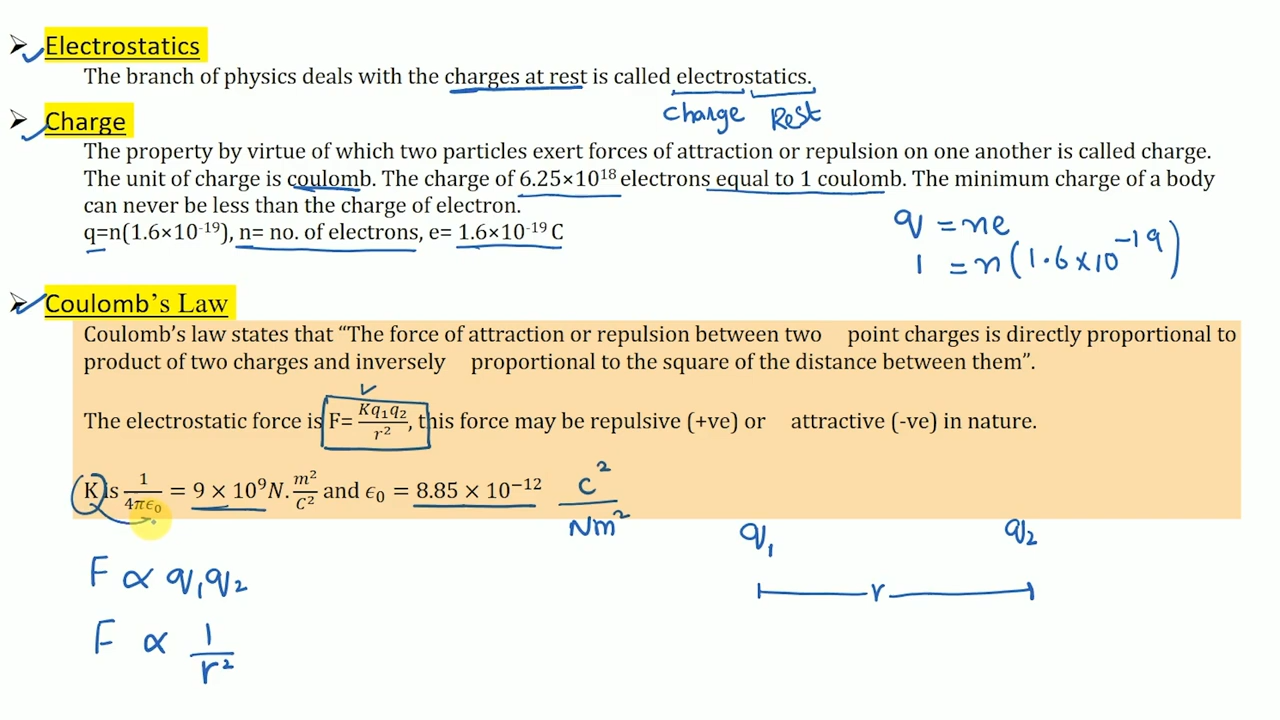 Electrostatics
The branch of physics deals with the charges at rest is called electrostatics.
Charge Rest
Charge
The property by virtue of which two particles exert forces of attraction or repulsion on one another is called charge.
The unit of charge is coulomb. The charge of 6.25×10¹⁸ electrons equal to 1 coulomb. The minimum charge of a body
can never be less than the charge of electron.
q=n(1.6×10⁻¹⁹), n= no. of electrons, e= 1.6×10⁻¹⁹ C
q = ne
1 = n(1.6×10⁻¹⁹)
Coulomb's Law
Coulomb's law states that “The force of attraction or repulsion between two point charges is directly proportional to
product of two charges and inversely proportional to the square of the distance between them”.
The electrostatic force is F= Kq₁q₂/r², this force may be repulsive (+ve) or attractive (-ve) in nature.
K is 1/4πϵ₀ = 9 × 10⁹N.m²/C² and ϵ₀ = 8.85 × 10⁻¹² C²/Nm²
q₁ q₂
r
F ∝ q₁q₂
F ∝ 1/r²